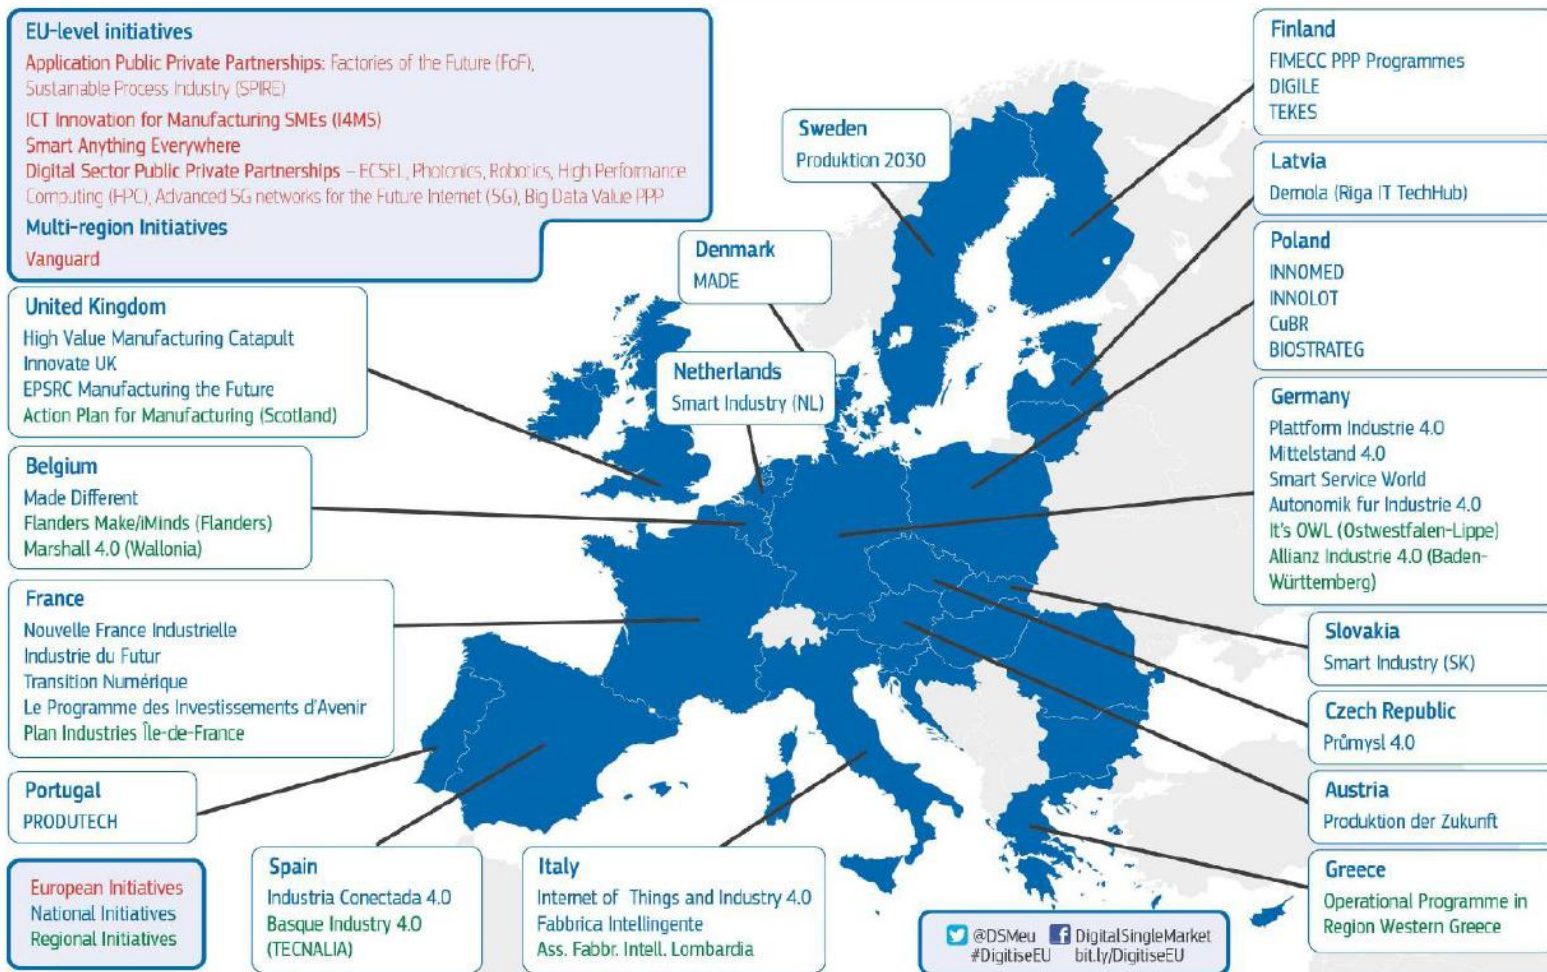 EU-level initiatives
Application Public Private Partnerships: Factories of the Future (FoF),
Sustainable Process Industry (SPIRE)
ICT Innovation for Manufacturing SMEs (I4MS)
Smart Anything Everywhere
Digital Sector Public Private Partnerships – ECSEL, Photonics, Robotics, High Performance
Computing (HPC), Advanced 5G networks for the Future Internet (5G), Big Data Value PPP
Multi-region Initiatives
Vanguard
Finland
FIMECC PPP Programmes
DIGILE
TEKES
Sweden
Produktion 2030
Latvia
Demola (Riga IT TechHub)
Denmark
MADE
Poland
INNOMED
INNOLOT
CuBR
BIOSTRATEG
United Kingdom
High Value Manufacturing Catapult
Innovate UK
EPSRC Manufacturing the Future
Action Plan for Manufacturing (Scotland)
Netherlands
Smart Industry (NL)
Germany
Plattform Industrie 4.0
Mittelstand 4.0
Smart Service World
Autonomik fur Industrie 4.0
It's OWL (Ostwestfalen-Lippe)
Allianz Industrie 4.0 (Baden-
Württemberg)
Belgium
Made Different
Flanders Make/iMinds (Flanders)
Marshall 4.0 (Wallonia)
France
Nouvelle France Industrielle
Industrie du Futur
Transition Numérique
Le Programme des Investissements d'Avenir
Plan Industries Île-de-France
Slovakia
Smart Industry (SK)
Czech Republic
Průmysl 4.0
Portugal
PRODUTECH
Austria
Produktion der Zukunft
Spain
Industria Conectada 4.0
Basque Industry 4.0
(TECNALIA)
Italy
Internet of Things and Industry 4.0
Fabbrica Intellingente
Ass. Fabbr. Intell. Lombardia
Greece
Operational Programme in
Region Western Greece
European Initiatives
National Initiatives
Regional Initiatives
@DSMeu DigitalSingleMarket
#DigitiseEU bit.ly/DigitiseEU